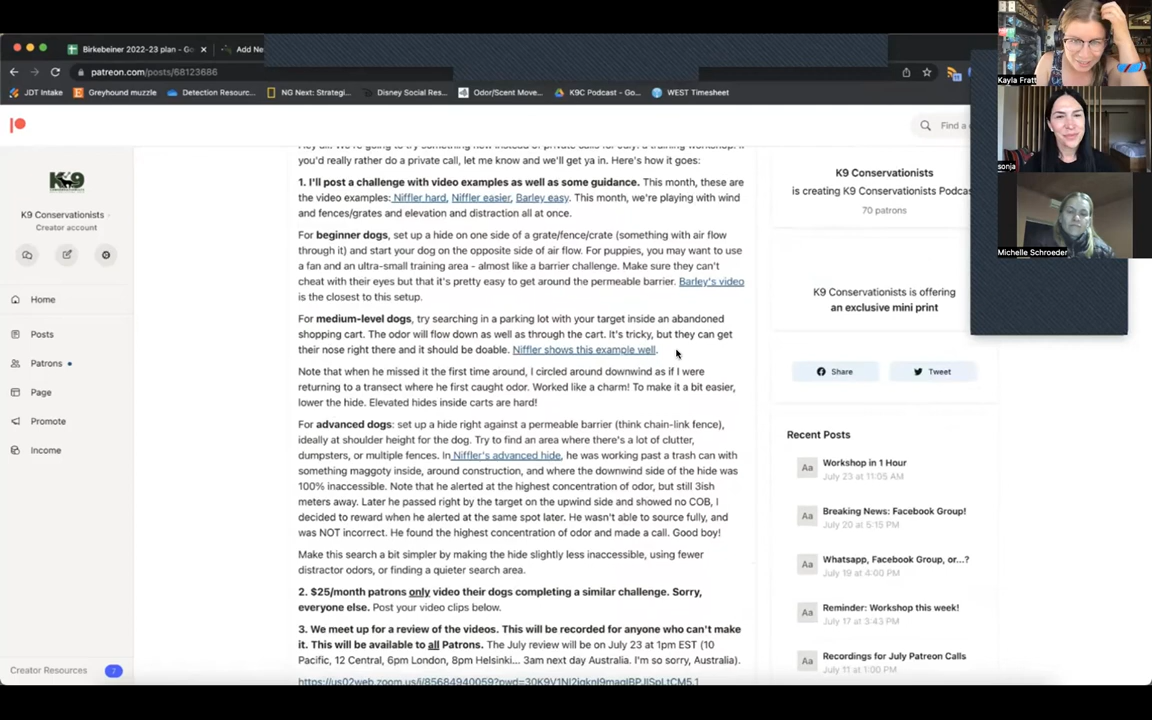 Birkebeiner 2022-23 plan - Go
Add Ne
patreon.com/posts/68123686
JDT Intake
Greyhound muzzle
Detection Resourc...
NG Next: Strategi...
Disney Social Res...
Odor/Scent Move...
K9C Podcast - Go...
WEST Timesheet
Find a
K9
K9 Conservationists
Creator account
Home
Posts
Patrons
Page
Promote
Income
Creator Resources
7
you'd really rather do a private call, let me know and we'll get ya in. Here's how it goes:
1. I'll post a challenge with video examples as well as some guidance. This month, these are
the video examples: Niffler hard, Niffler easier, Barley easy. This month, we're playing with wind
and fences/grates and elevation and distraction all at once.
For beginner dogs, set up a hide on one side of a grate/fence/crate (something with air flow
through it) and start your dog on the opposite side of air flow. For puppies, you may want to use
a fan and an ultra-small training area - almost like a barrier challenge. Make sure they can't
cheat with their eyes but that it's pretty easy to get around the permeable barrier. Barley's video
is the closest to this setup.
For medium-level dogs, try searching in a parking lot with your target inside an abandoned
shopping cart. The odor will flow down as well as through the cart. It's tricky, but they can get
their nose right there and it should be doable. Niffler shows this example well.
Note that when he missed it the first time around, I circled around downwind as if I were
returning to a transect where he first caught odor. Worked like a charm! To make it a bit easier,
lower the hide. Elevated hides inside carts are hard!
For advanced dogs: set up a hide right against a permeable barrier (think chain-link fence),
ideally at shoulder height for the dog. Try to find an area where there's a lot of clutter,
dumpsters, or multiple fences. In Niffler's advanced hide, he was working past a trash can with
something maggoty inside, around construction, and where the downwind side of the hide was
100% inaccessible. Note that he alerted at the highest concentration of odor, but still 3ish
meters away. Later he passed right by the target on the upwind side and showed no COB, I
decided to reward when he alerted at the same spot later. He wasn't able to source fully, and
was NOT incorrect. He found the highest concentration of odor and made a call. Good boy!
Make this search a bit simpler by making the hide slightly less inaccessible, using fewer
distractor odors, or finding a quieter search area.
2. $25/month patrons only video their dogs completing a similar challenge. Sorry,
everyone else. Post your video clips below.
3. We meet up for a review of the videos. This will be recorded for anyone who can't make
it. This will be available to all Patrons. The July review will be on July 23 at 1pm EST (10
Pacific, 12 Central, 6pm London, 8pm Helsinki... 3am next day Australia. I'm so sorry, Australia).
K9 Conservationists
is creating K9 Conservationists Podcas
70 patrons
K9 Conservationists is offering
an exclusive mini print
Share
Tweet
Recent Posts
Aa
Workshop in 1 Hour
July 23 at 11:05 AM
Aa
Breaking News: Facebook Group!
July 20 at 5:15 PM
Aa
Whatsapp, Facebook Group, or...?
July 19 at 4:00 PM
Aa
Reminder: Workshop this week!
July 17 at 3:43 PM
Aa
Recordings for July Patreon Calls
July 11 at 1:00 PM
Kayla Fratt
sonja
Michelle Schroeder